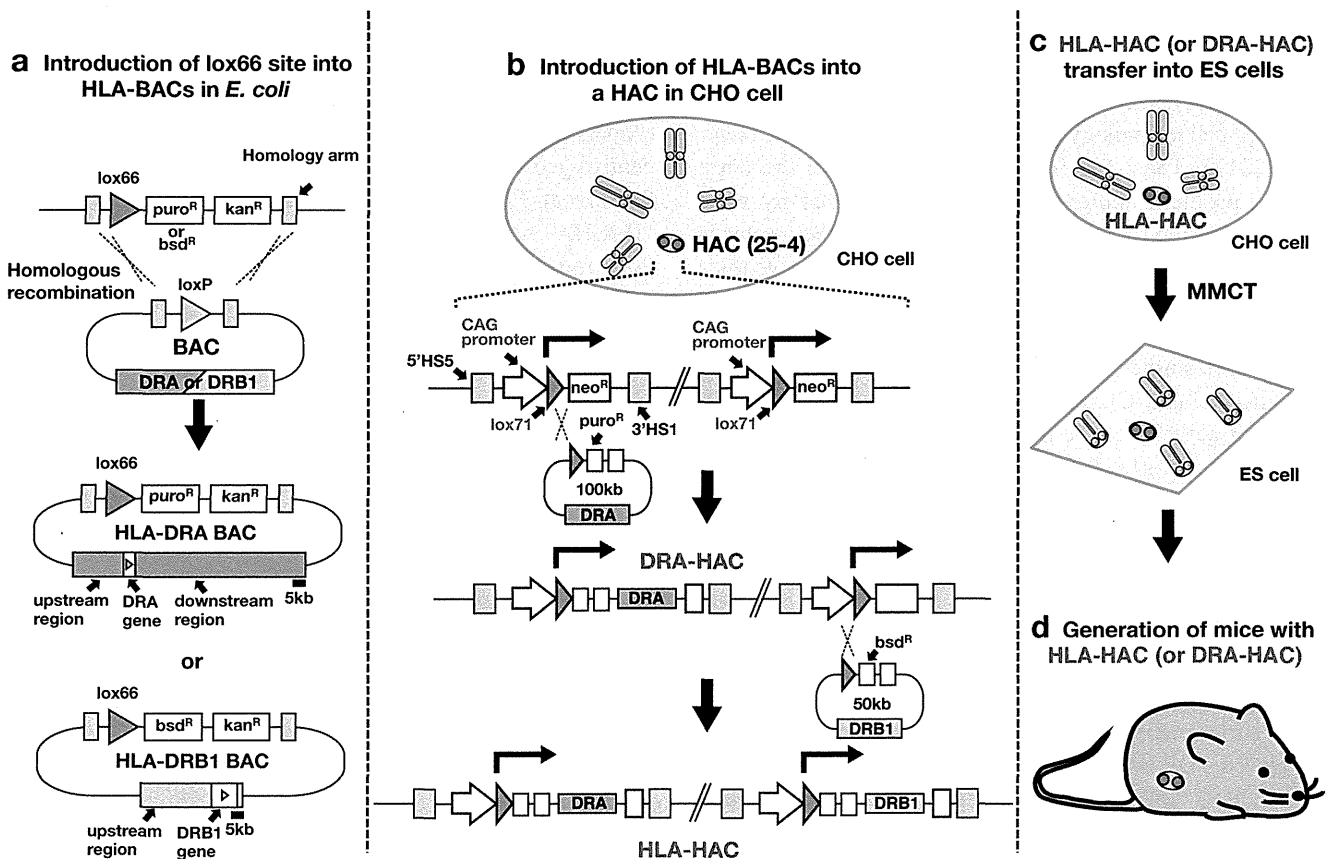 a Introduction of lox66 site into
HLA-BACs in E. coli
Homology arm
lox66
puroR
or
bsdR
kanR
Homologous
recombination
loxP
BAC
DRA or DRB1
lox66
puroR
kanR
HLA-DRA BAC
upstream
region
DRA
gene
downstream
region
5kb
or
lox66
bsdR
kanR
HLA-DRB1 BAC
upstream
region
DRB1
gene
5kb
b Introduction of HLA-BACs into
a HAC in CHO cell
HAC (25-4)
CHO cell
CAG
promoter
CAG
promoter
5'HS5
neoR
neoR
lox71
3'HS1
lox71
puroR
100kb
DRA
DRA-HAC
DRA
bsdR
50kb
DRB1
DRA
DRB1
HLA-HAC
c HLA-HAC (or DRA-HAC)
transfer into ES cells
HLA-HAC
CHO cell
MMCT
ES cell
d Generation of mice with
HLA-HAC (or DRA-HAC)